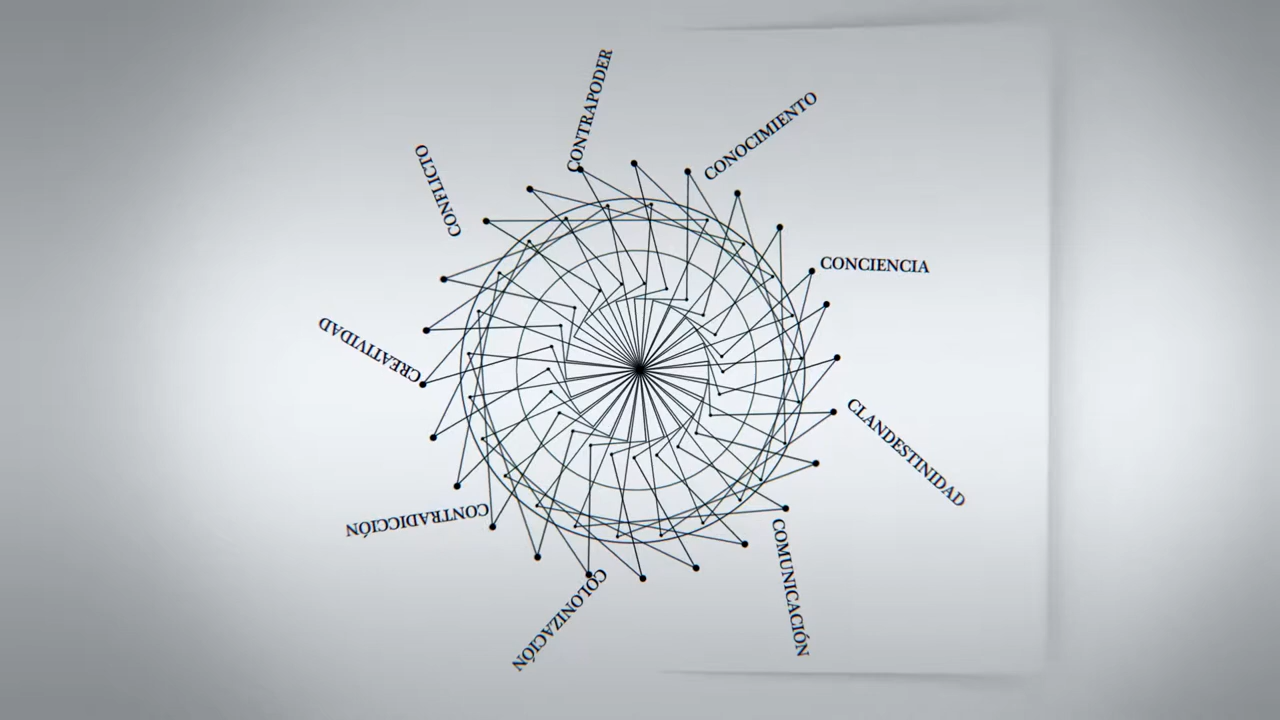 CONTRAPODER
CONOCIMIENTO
CONCIENCIA
CLANDESTINIDAD
COMUNICACIÓN
COLONIZACIÓN
CONTRADICCIÓN
CREATIVIDAD
CONFLICTO